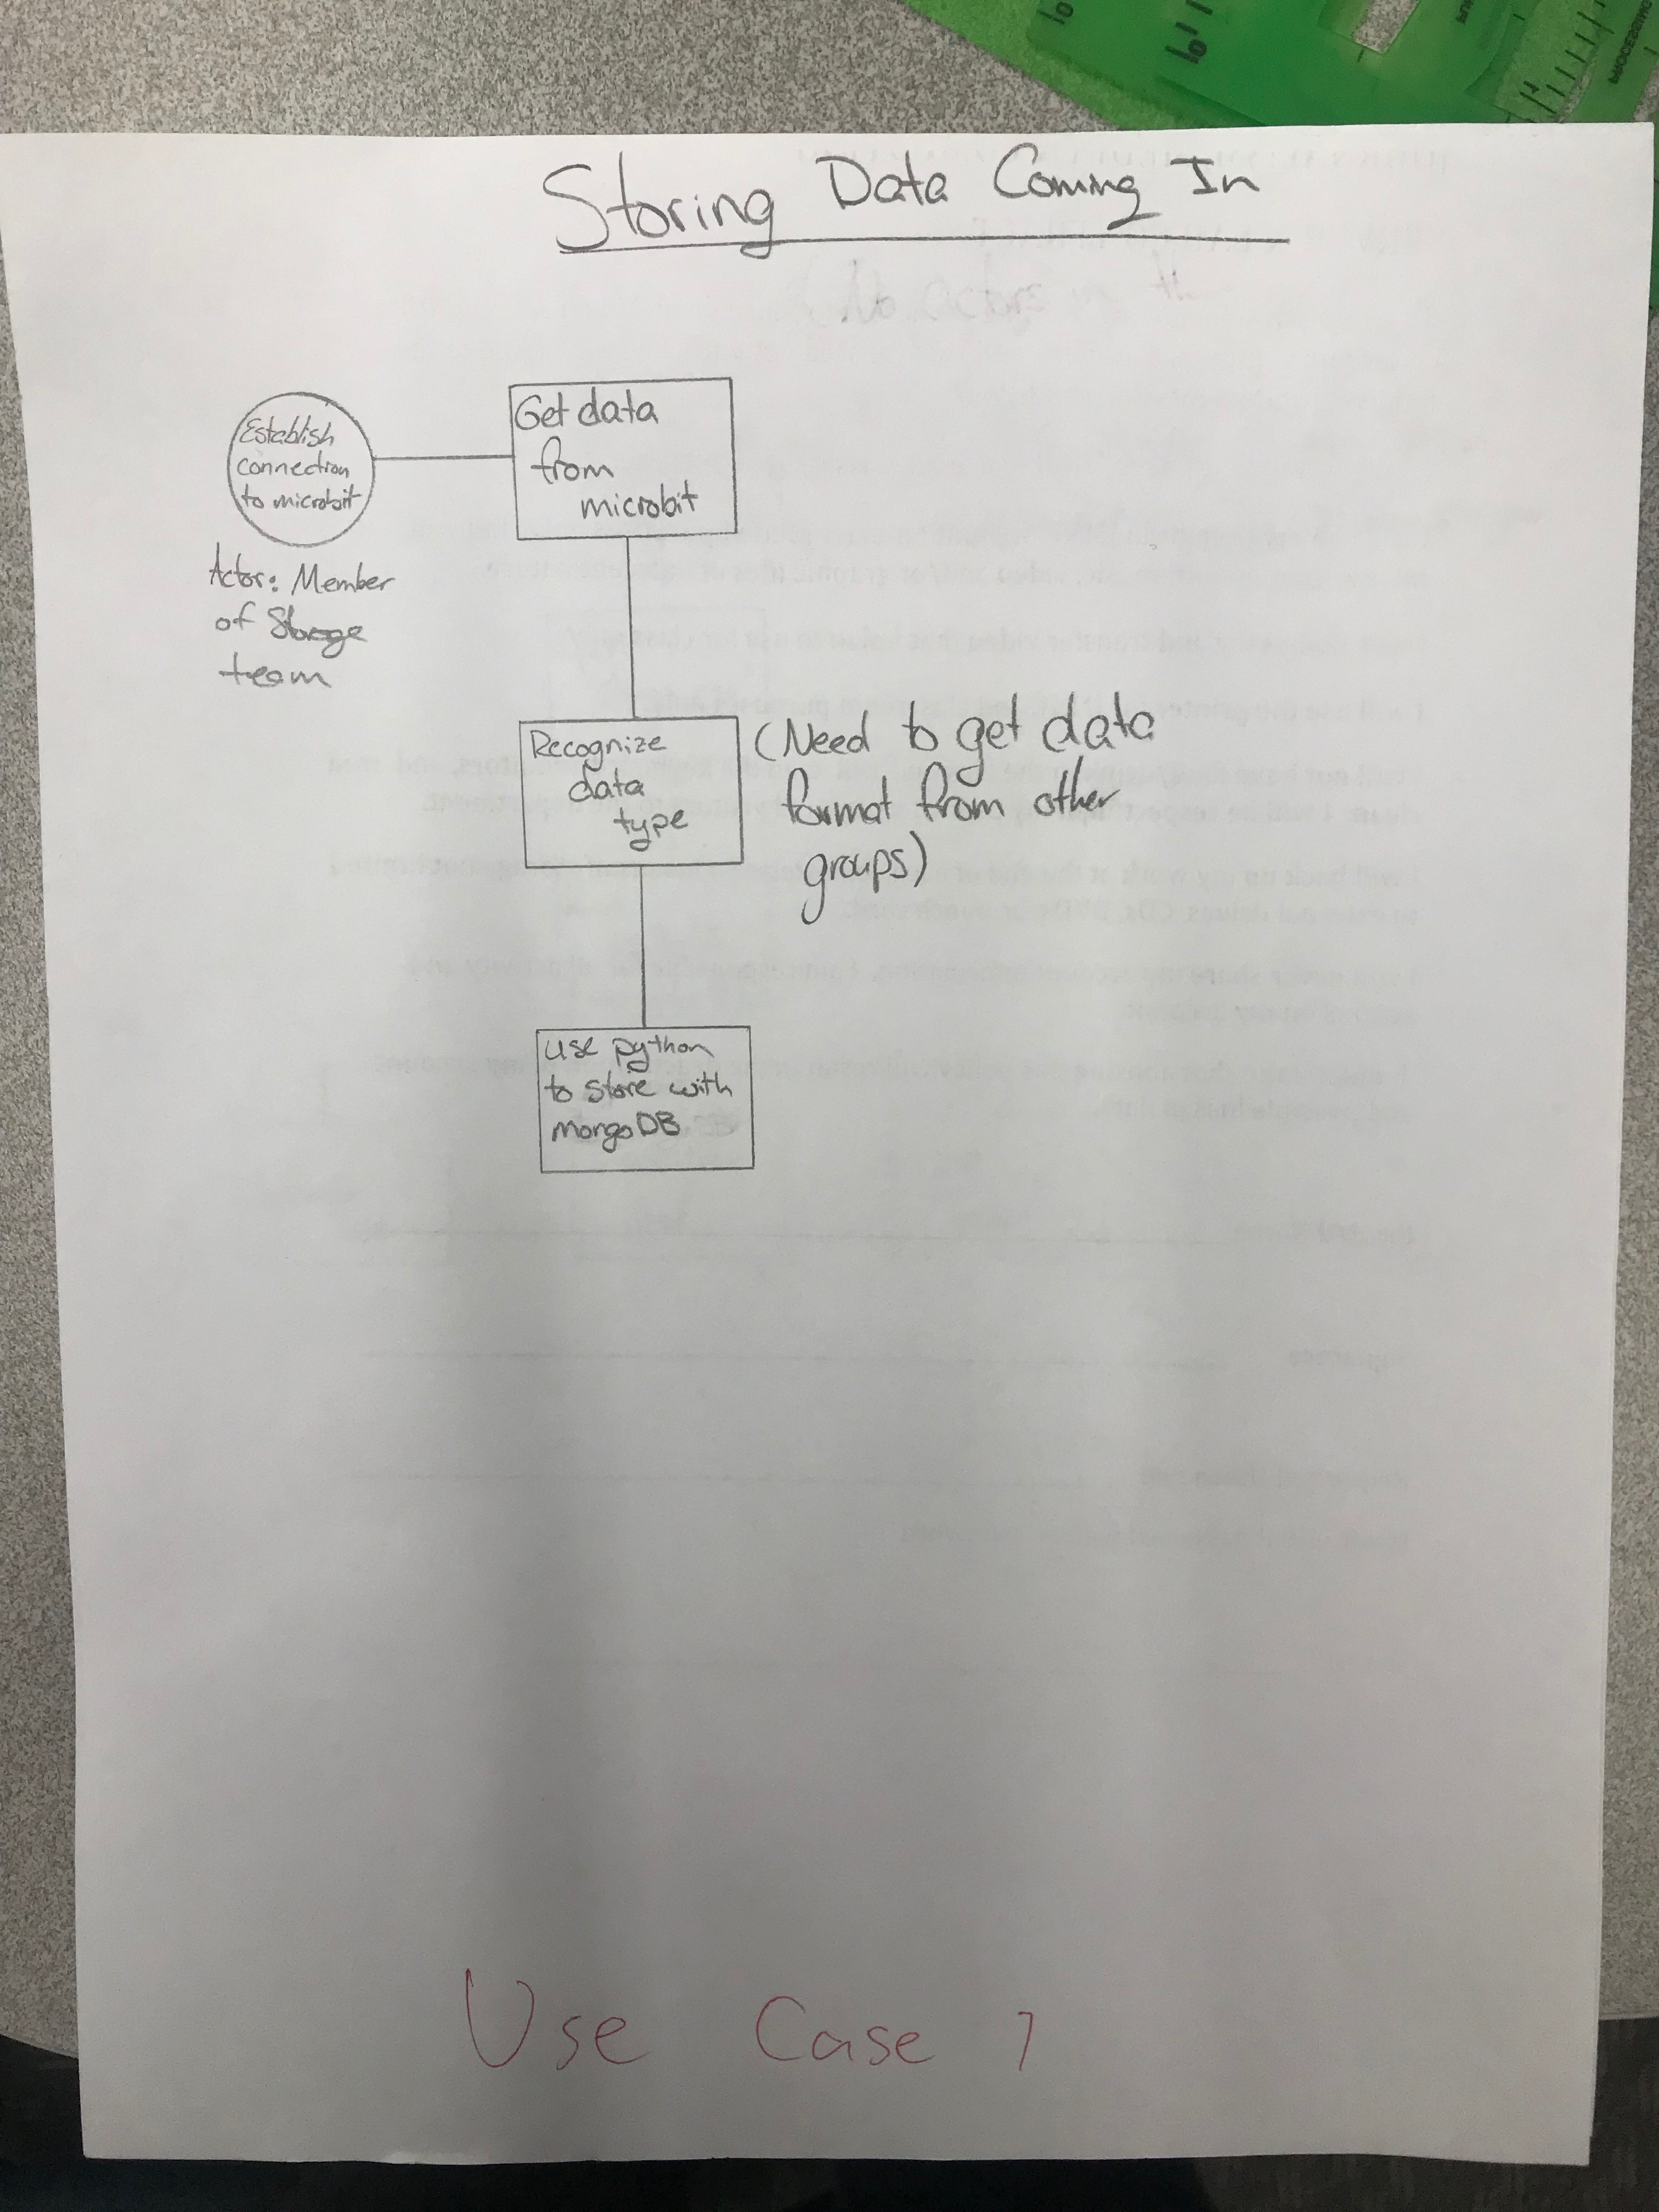 Storing Data Coming In
Establish
connection
to microbit
Actor: Member
of Storage
team
Get data
from
microbit
Recognize
data
type
(Need to get data
format from other
groups)
use python
to store with
MongoDB
Use Case 1